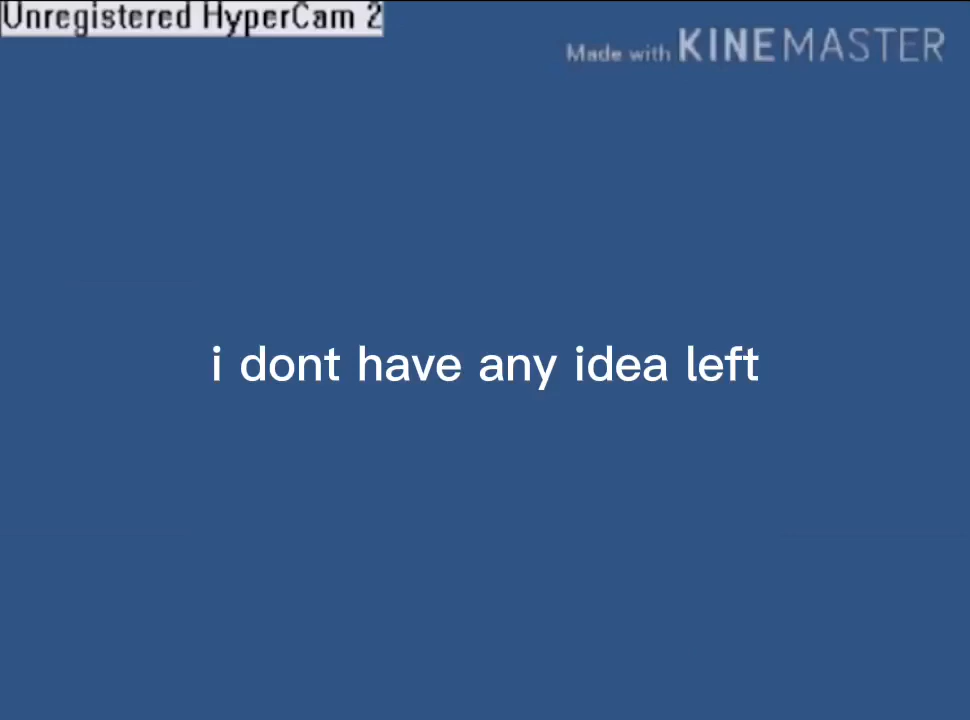 Unregistered HyperCam 2
Made with KINEMASTER
i dont have any idea left